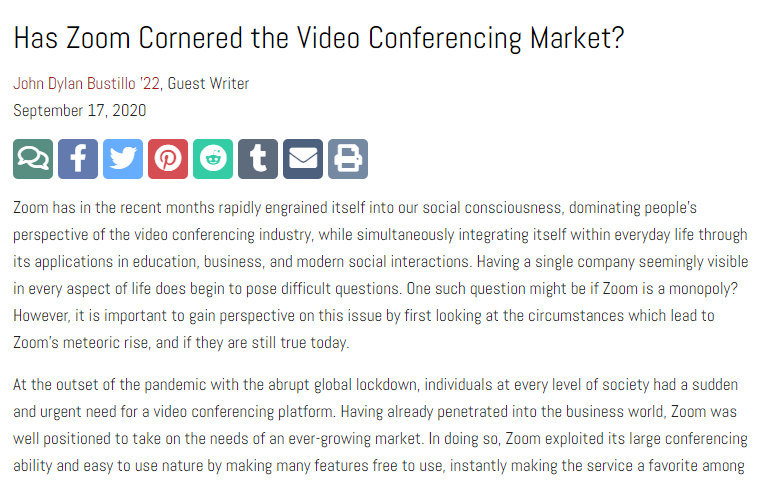 Has Zoom Cornered the Video Conferencing Market?
John Dylan Bustillo '22, Guest Writer
September 17, 2020
Zoom has in the recent months rapidly engrained itself into our social consciousness, dominating people's
perspective of the video conferencing industry, while simultaneously integrating itself within everyday life through
its applications in education, business, and modern social interactions. Having a single company seemingly visible
in every aspect of life does begin to pose difficult questions. One such question might be if Zoom is a monopoly?
However, it is important to gain perspective on this issue by first looking at the circumstances which lead to
Zoom's meteoric rise, and if they are still true today.
At the outset of the pandemic with the abrupt global lockdown, individuals at every level of society had a sudden
and urgent need for a video conferencing platform. Having already penetrated into the business world, Zoom was
well positioned to take on the needs of an ever-growing market. In doing so, Zoom exploited its large conferencing
ability and easy to use nature by making many features free to use, instantly making the service a favorite among